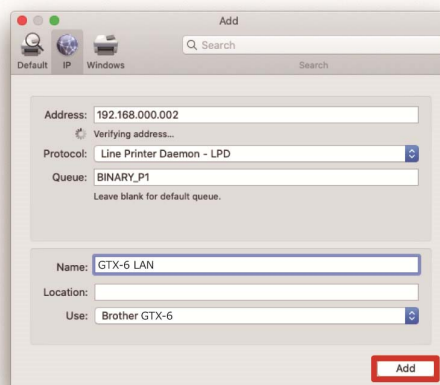 Add
Search
Default IP Windows
Search
Address: 192.168.000.002
Verifying address...
Protocol: Line Printer Daemon - LPD
Queue: BINARY_P1
Leave blank for default queue.
Name: GTX-6 LAN
Location:
Use: Brother GTX-6
Add